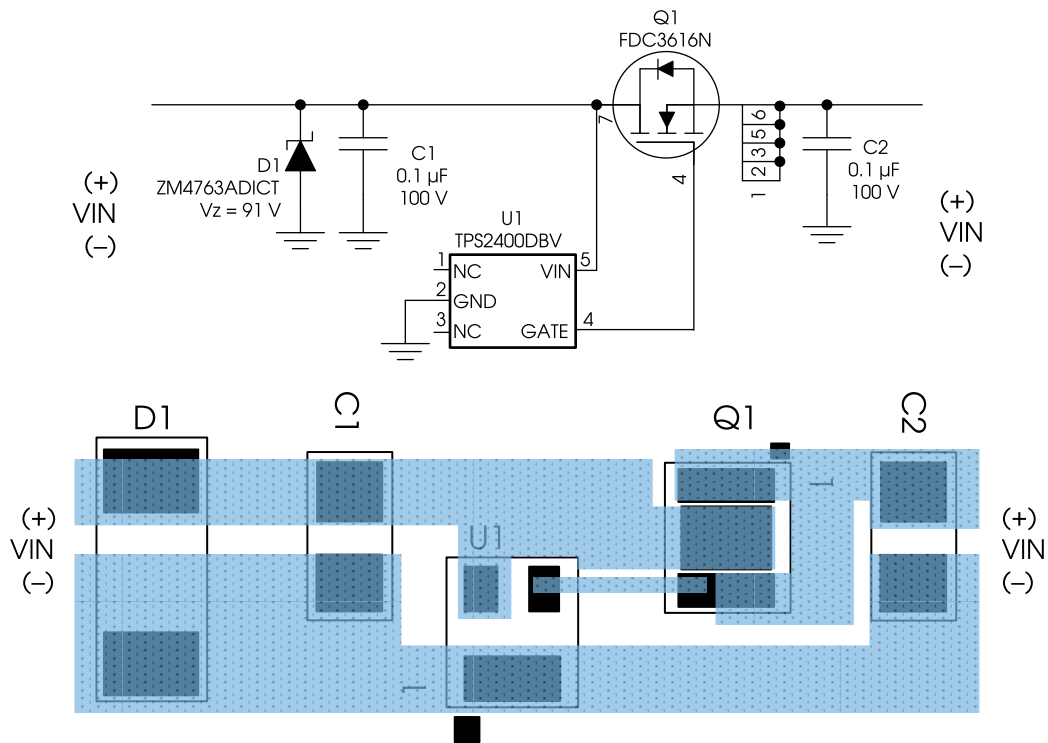 Q1
FDC3616N
7
4
6
5
3
2
1
D1
ZM4763ADICT
Vz = 91 V
C1
0.1 µF
100 V
C2
0.1 µF
100 V
(+)
VIN
(–)
(+)
VIN
(–)
U1
TPS2400DBV
1
NC
VIN
5
2
GND
3
NC
GATE
4
D1
C1
Q1
C2
1
(+)
VIN
(–)
U1
(+)
VIN
(–)
1